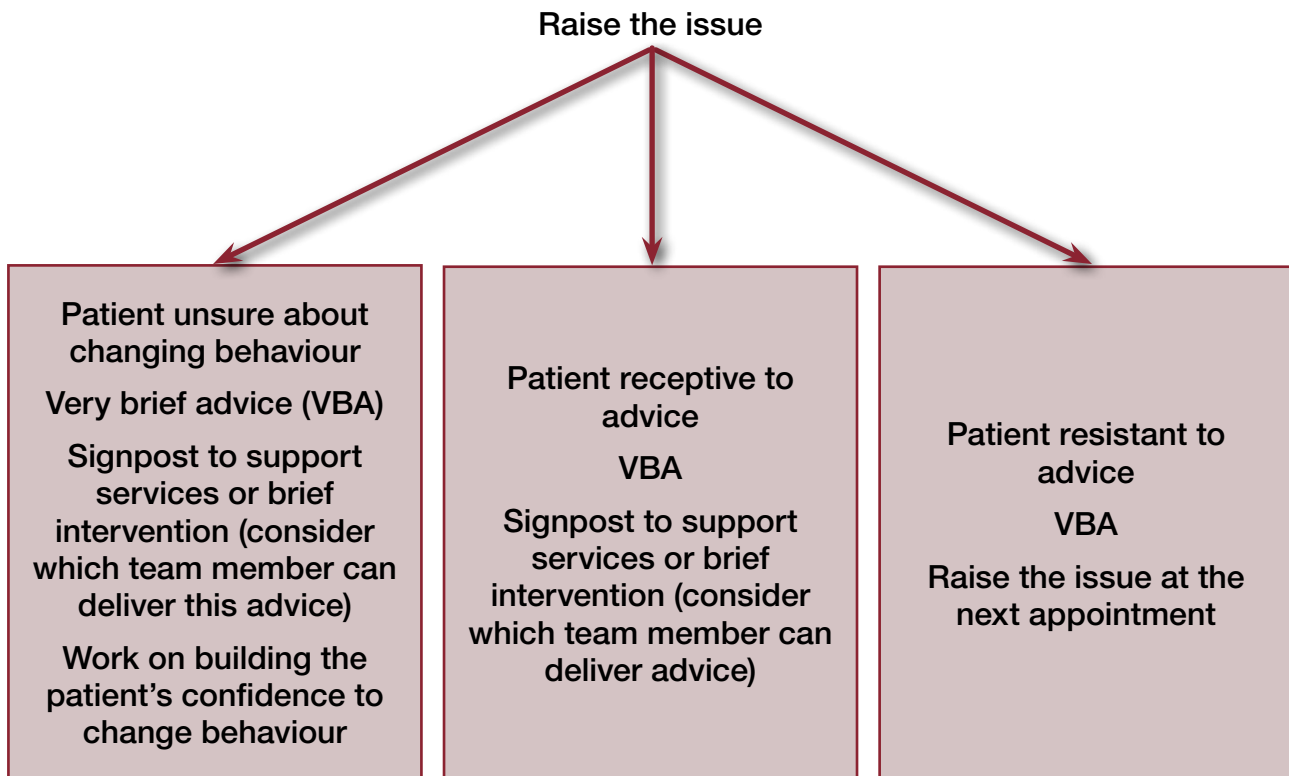 Raise the issue
Patient unsure about
changing behaviour
Very brief advice (VBA)
Signpost to support
services or brief
intervention (consider
which team member can
deliver this advice)
Work on building the
patient’s confidence to
change behaviour
Patient receptive to
advice
VBA
Signpost to support
services or brief
intervention (consider
which team member can
deliver advice)
Patient resistant to
advice
VBA
Raise the issue at the
next appointment